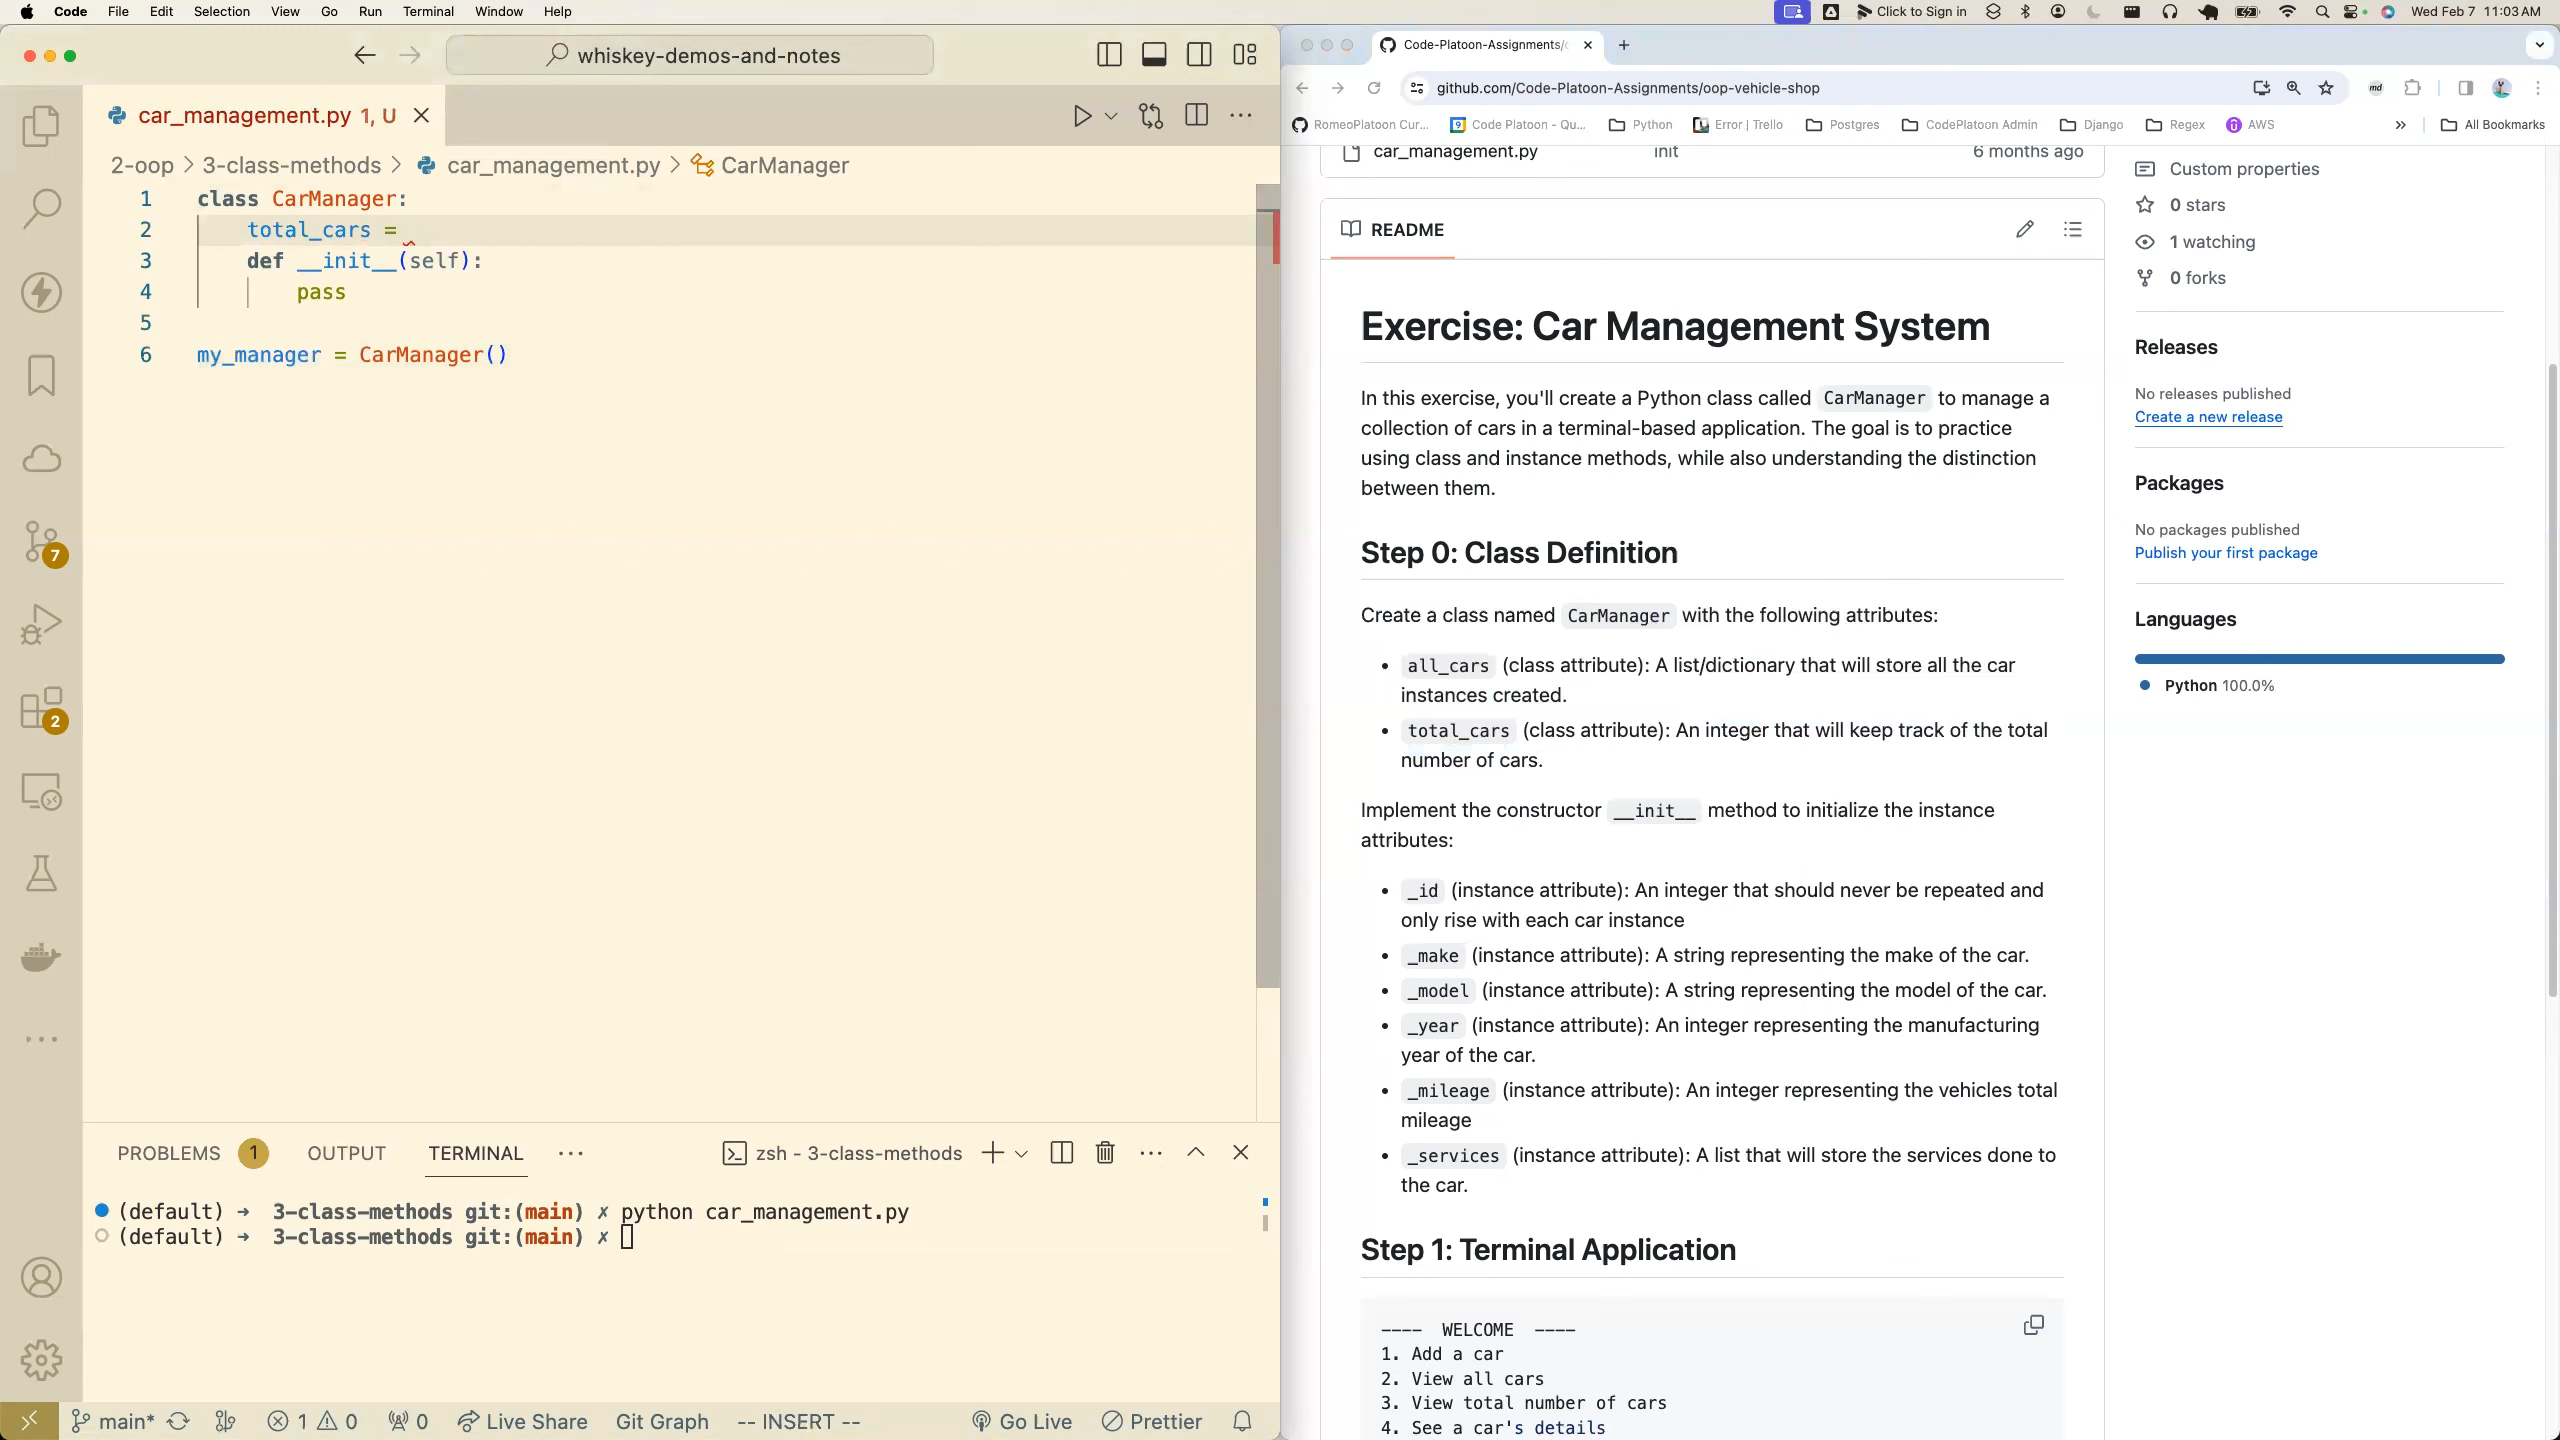 Code File Edit Selection View Go Run Terminal Window Help
Click to Sign in
Wed Feb 7 11:03 AM
whiskey-demos-and-notes
car_management.py 1, U
2-oop > 3-class-methods > car_management.py > CarManager
1 class CarManager:
2 total_cars =
3 def __init__(self):
4 pass
5
6 my_manager = CarManager()
7
2
PROBLEMS 1 OUTPUT TERMINAL ...
zsh - 3-class-methods
(default) → 3-class-methods git:(main) ✗ python car_management.py
(default) → 3-class-methods git:(main) ✗
main* 1 0 0 Live Share Git Graph -- INSERT -- Go Live Prettier
Code-Platoon-Assignments/
github.com/Code-Platoon-Assignments/oop-vehicle-shop
RomeoPlatoon Cur... Code Platoon - Qu... Python Error | Trello Postgres CodePlatoon Admin Django Regex AWS » All Bookmarks
car_management.py init 6 months ago
README
Exercise: Car Management System
In this exercise, you'll create a Python class called CarManager to manage a
collection of cars in a terminal-based application. The goal is to practice
using class and instance methods, while also understanding the distinction
between them.
Step 0: Class Definition
Create a class named CarManager with the following attributes:
• all_cars (class attribute): A list/dictionary that will store all the car
instances created.
• total_cars (class attribute): An integer that will keep track of the total
number of cars.
Implement the constructor __init__ method to initialize the instance
attributes:
• _id (instance attribute): An integer that should never be repeated and
only rise with each car instance
• _make (instance attribute): A string representing the make of the car.
• _model (instance attribute): A string representing the model of the car.
• _year (instance attribute): An integer representing the manufacturing
year of the car.
• _mileage (instance attribute): An integer representing the vehicles total
mileage
• _services (instance attribute): A list that will store the services done to
the car.
Step 1: Terminal Application
---- WELCOME ----
1. Add a car
2. View all cars
3. View total number of cars
4. See a car's details
Custom properties
0 stars
1 watching
0 forks
Releases
No releases published
Create a new release
Packages
No packages published
Publish your first package
Languages
Python 100.0%